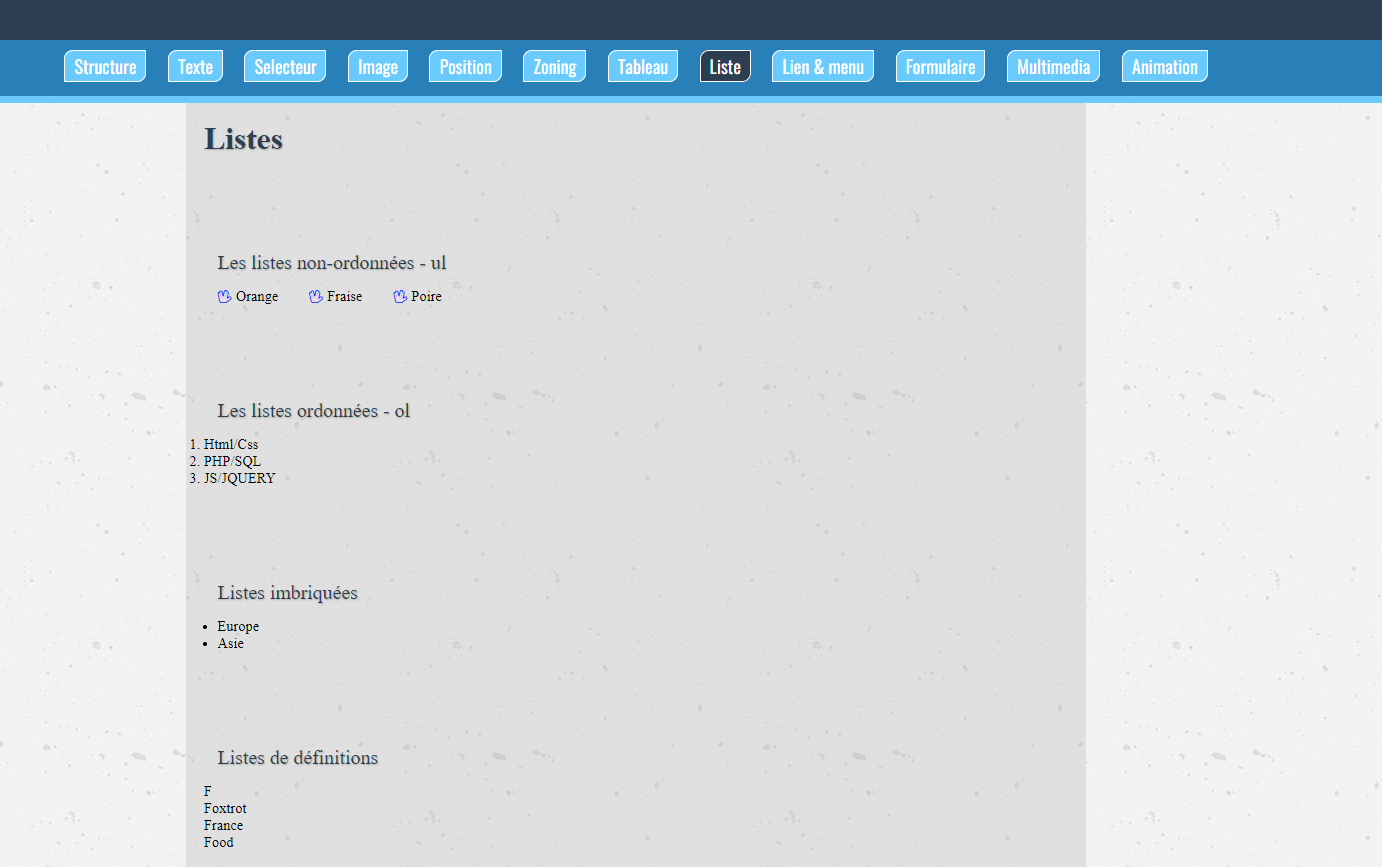 Structure Texte Selecteur Image Position Zoning Tableau Liste Lien & menu Formulaire Multimedia Animation
Listes
Les listes non-ordonnées - ul
Orange Fraise Poire
Les listes ordonnées - ol
1. Html/Css
2. PHP/SQL
3. JS/JQUERY
Listes imbriquées
• Europe
• Asie
Listes de définitions
F
Foxtrot
France
Food